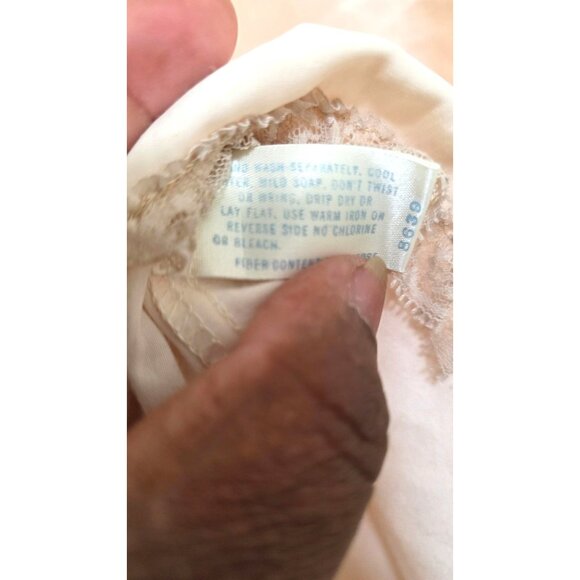 HAND WASH SEPARATELY. COOL
WATER, MILD SOAP. DON'T TWIST
OR WRING. DRIP DRY OR
LAY FLAT. USE WARM IRON ON
REVERSE SIDE NO CHLORINE
OR BLEACH.
FIBER CONTENT
8639